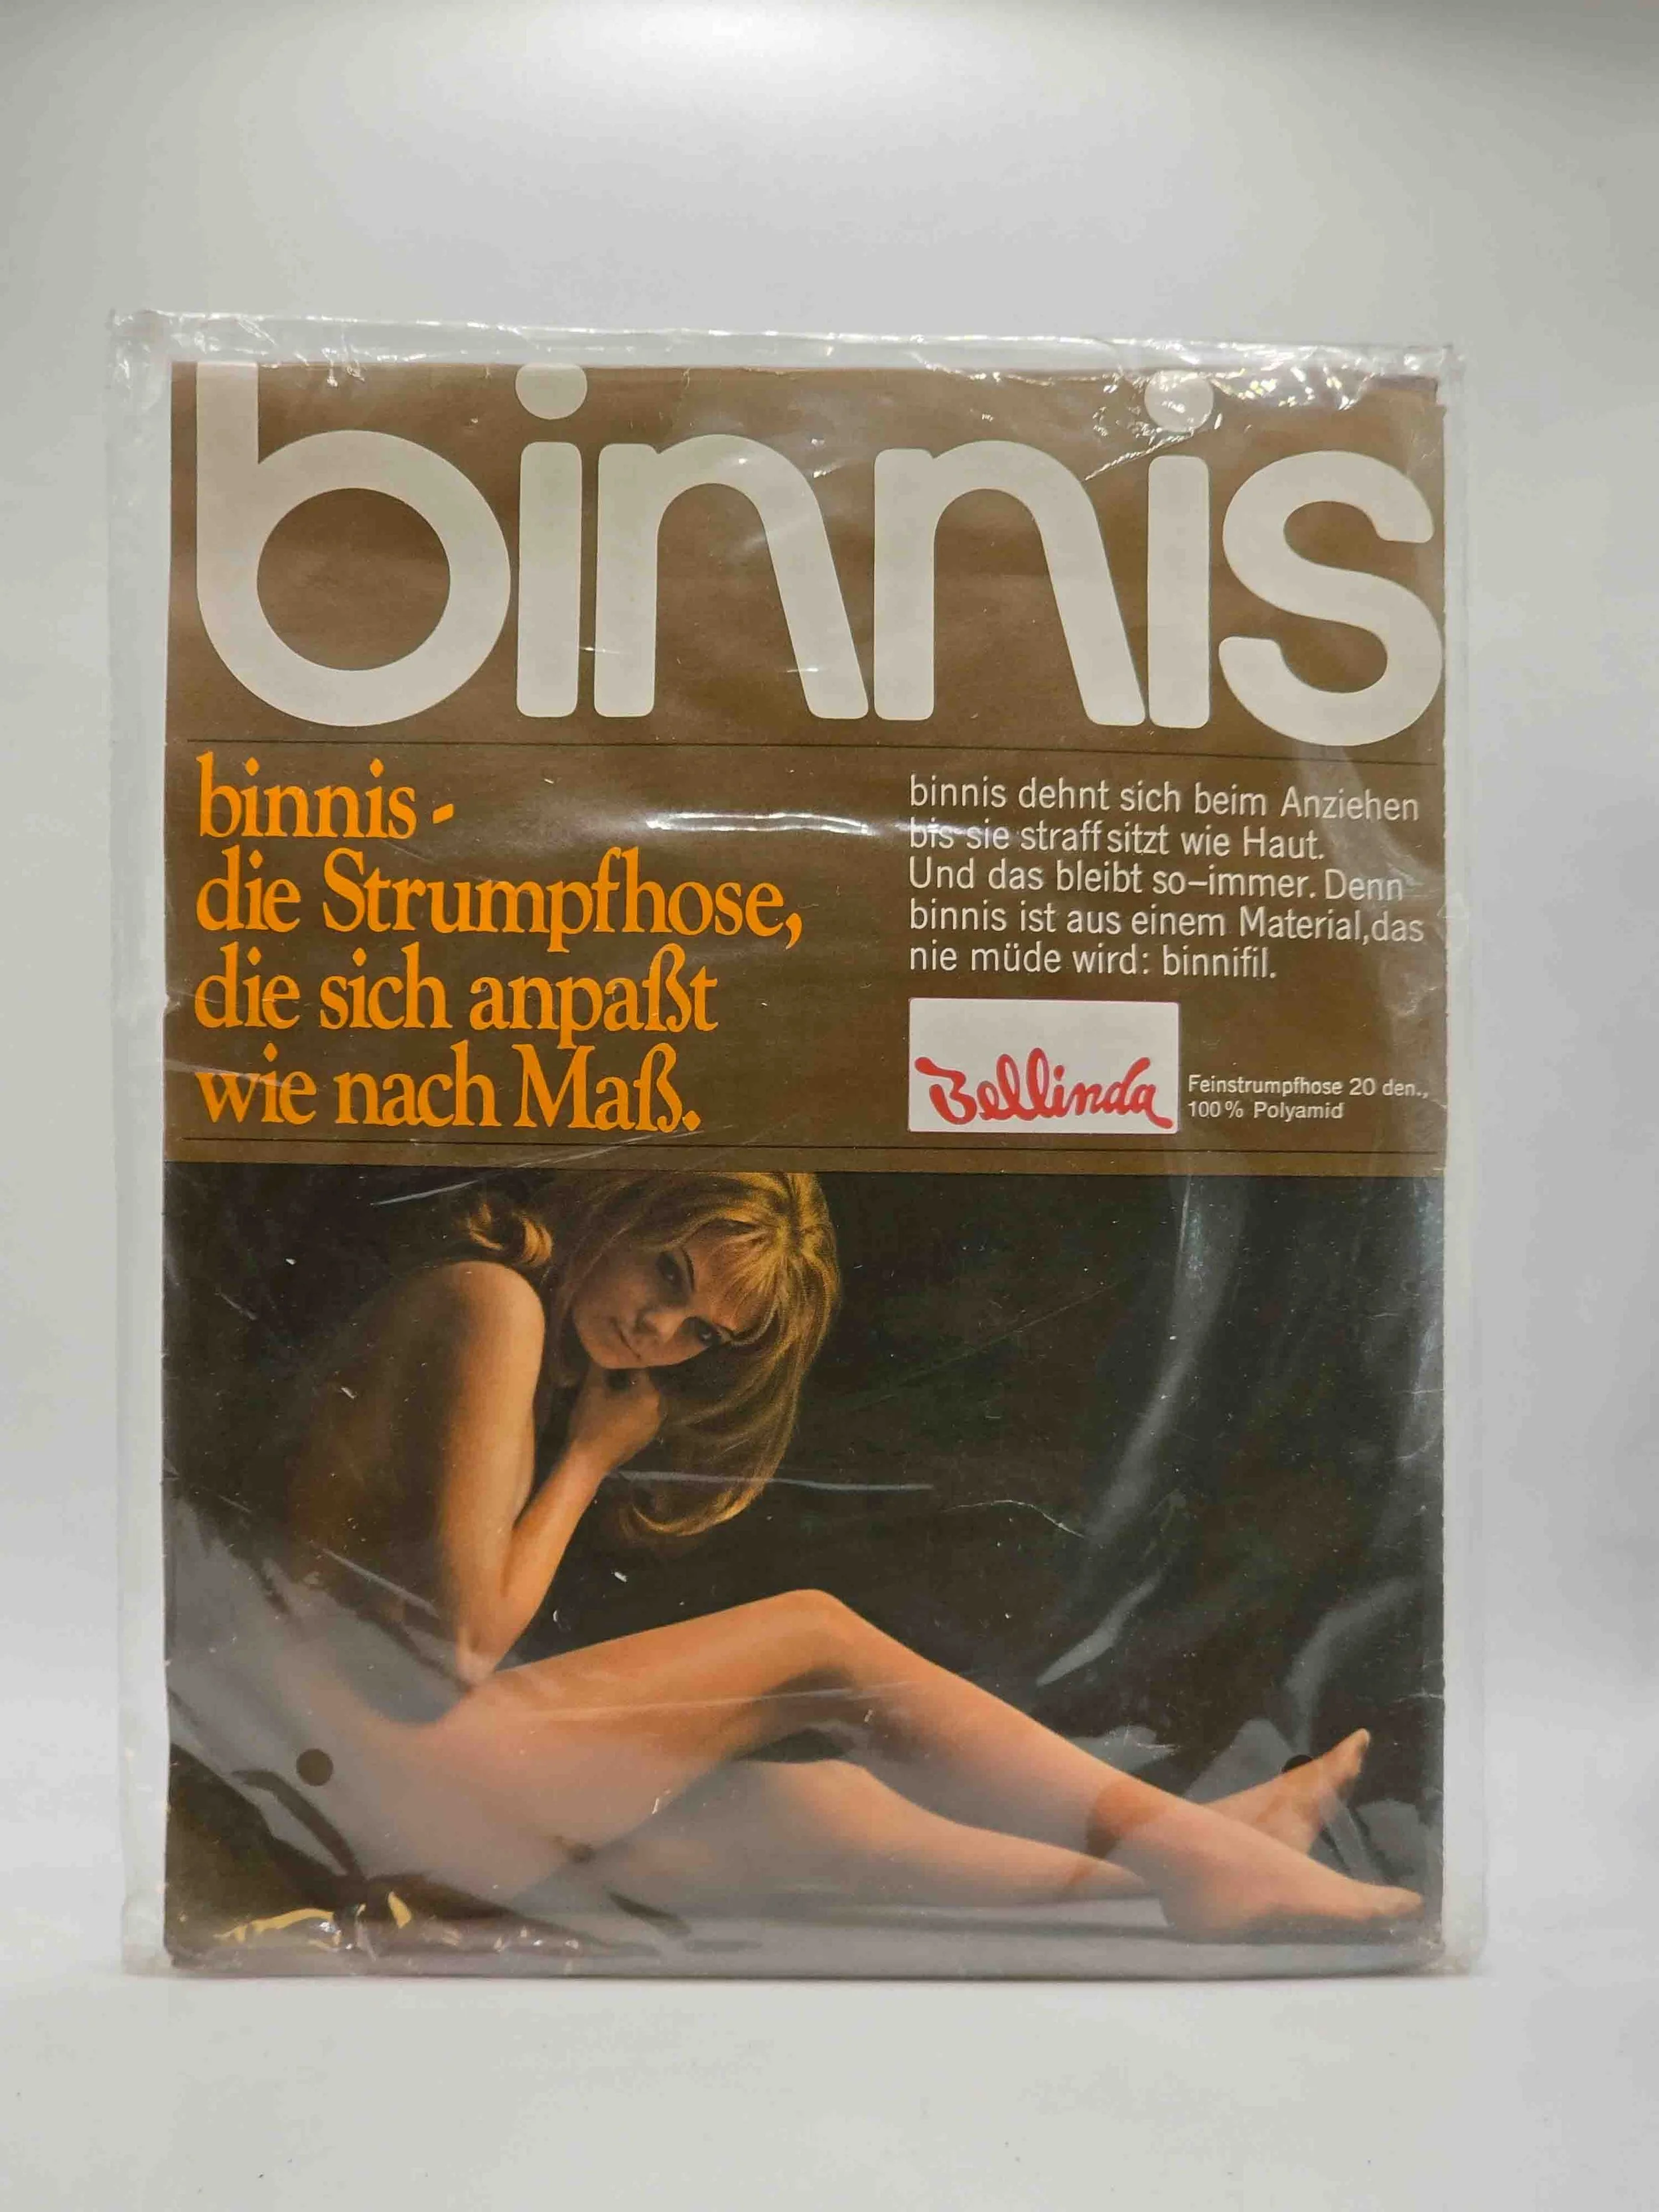 binnis
binnis -
die Strumpfhose,
die sich anpaßt
wie nach Maß.
binnis dehnt sich beim Anziehen
bis sie straff sitzt wie Haut.
Und das bleibt so–immer. Denn
binnis ist aus einem Material, das
nie müde wird: binnifil.
Bellinda
Feinstrumpfhose 20 den.,
100% Polyamid